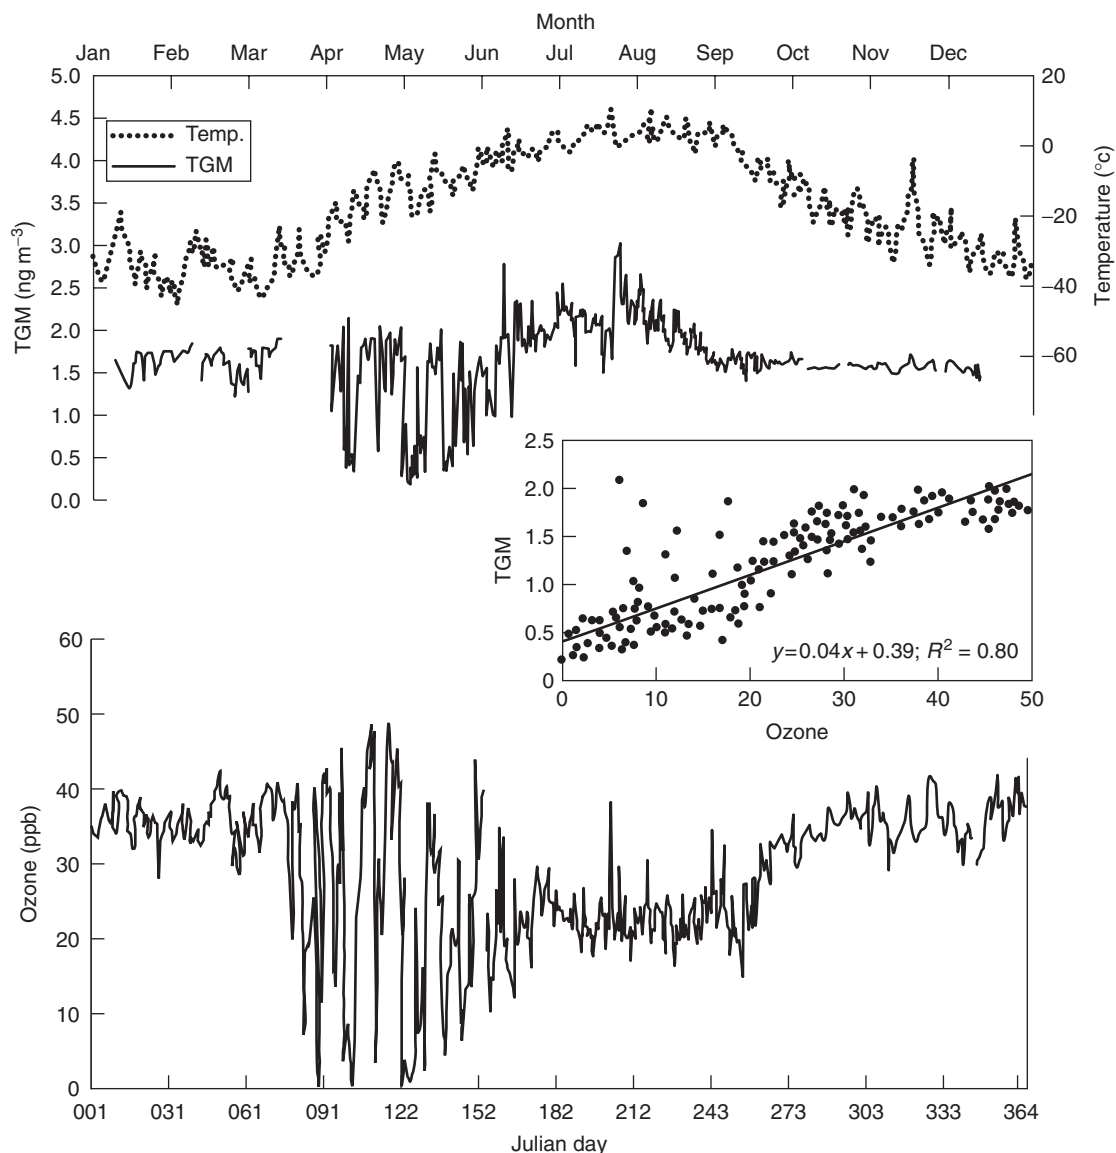 Month
Jan Feb Mar Apr May Jun Jul Aug Sep Oct Nov Dec
5.0
4.5
4.0
3.5
3.0
2.5
2.0
1.5
1.0
0.5
0.0
TGM (ng m⁻³)
Temp.
TGM
20
0
−20
−40
−60
Temperature (°c)
2.5
2.0
1.5
1.0
0.5
0
TGM
y=0.04x+0.39; R² = 0.80
0 10 20 30 40 50
Ozone
60
50
40
30
20
10
0
Ozone (ppb)
001 031 061 091 122 152 182 212 243 273 303 333 364
Julian day